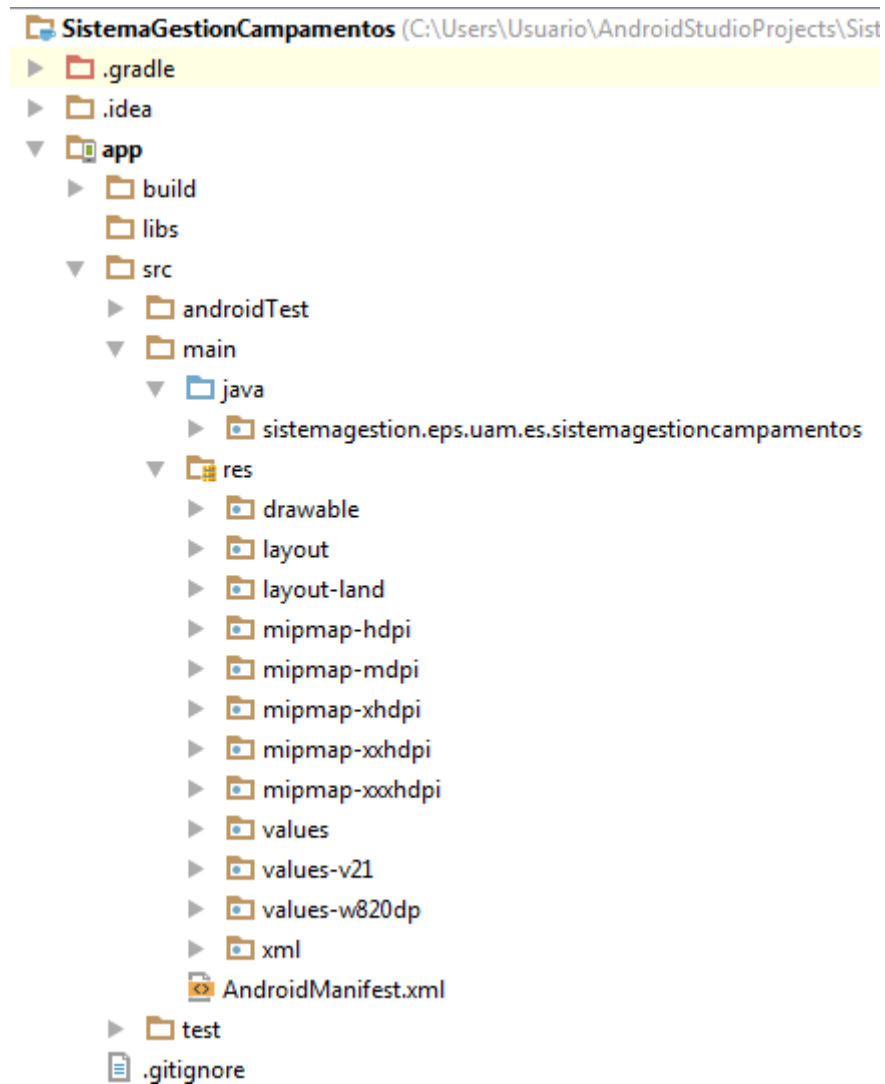 SistemaGestionCampamentos (C:\Users\Usuario\AndroidStudioProjects\Sist
.gradle
.idea
app
build
libs
src
androidTest
main
java
sistemagestion.eps.uam.es.sistemagestioncampamentos
res
drawable
layout
layout-land
mipmap-hdpi
mipmap-mdpi
mipmap-xhdpi
mipmap-xxhdpi
mipmap-xxxhdpi
values
values-v21
values-w820dp
xml
AndroidManifest.xml
test
.gitignore